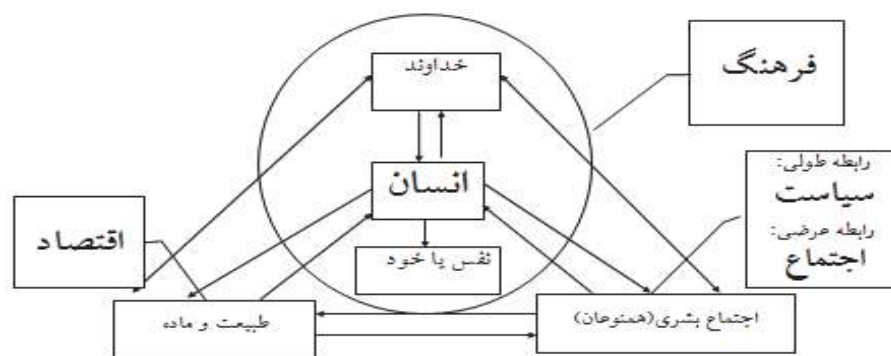 خداوند
فرهنگ
انسان
رابطه طولی:
سیاست
رابطه عرضی:
اجتماع
اقتصاد
نفس یا خود
طبیعت و ماده
اجتماع بشری(همنوعان)